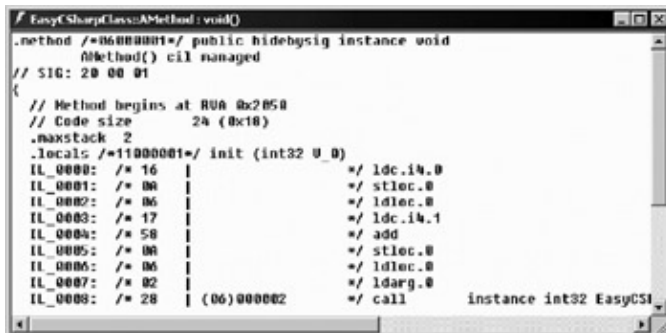 EasyCSharpClass::AMethod : void()
.method /*06000001*/ public hidebysig instance void
AMethod() cil managed
// SIG: 20 00 01
{
// Method begins at RVA 0x2050
// Code size 24 (0x18)
.maxstack 2
.locals /*11000001*/ init (int32 V_0)
IL_0000: /* 16 | */ ldc.i4.0
IL_0001: /* 0A | */ stloc.0
IL_0002: /* 06 | */ ldloc.0
IL_0003: /* 17 | */ ldc.i4.1
IL_0004: /* 58 | */ add
IL_0005: /* 0A | */ stloc.0
IL_0006: /* 06 | */ ldloc.0
IL_0007: /* 02 | */ ldarg.0
IL_0008: /* 28 | (06)000002 */ call instance int32 EasyCS